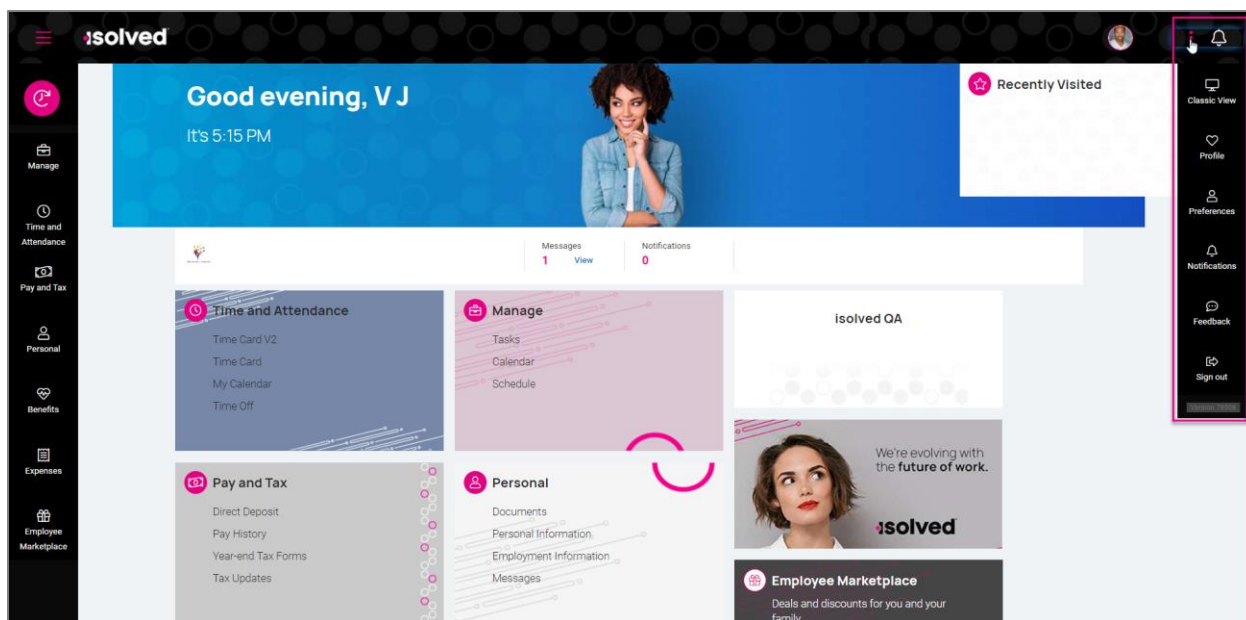 isolved
Good evening, V J
It's 5:15 PM
Recently Visited
Classic View
Profile
Preferences
Notifications
Feedback
Sign out
Manage
Time and
Attendance
Pay and Tax
Personal
Benefits
Expenses
Employee
Marketplace
Messages
1 View
Notifications
0
Time and Attendance
Time Card V2
Time Card
My Calendar
Time Off
Manage
Tasks
Calendar
Schedule
isolved QA
We're evolving with
the future of work.
isolved
Pay and Tax
Direct Deposit
Pay History
Year-end Tax Forms
Tax Updates
Personal
Documents
Personal Information
Employment Information
Messages
Employee Marketplace
Deals and discounts for you and your
family